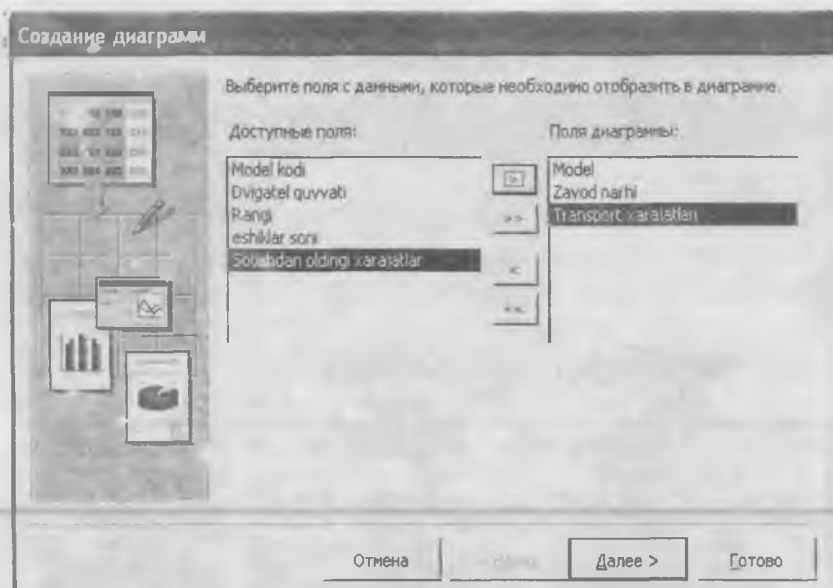 Создание диаграмм
Выберите поля с данными, которые необходимо отобразить в диаграмме.
Доступные поля:
Поля диаграммы:
Model kodi
Dvigatel quvvati
Rangi
eshiklar soni
oldingi xarajatlar
>
>>
<
<<
Model
Zavod narhi
Transport xarajatlari
Отмена
Далее >
Готово